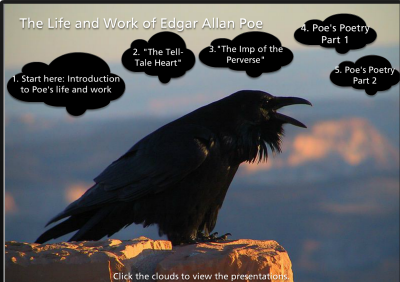 The Life and Work of Edgar Allan Poe
1. Start here: Introduction
to Poe's life and work
2. "The Tell-
Tale Heart"
3."The Imp of the
Perverse"
4. Poe's Poetry
Part 1
5. Poe's Poetry
Part 2
Click the clouds to view the presentations.